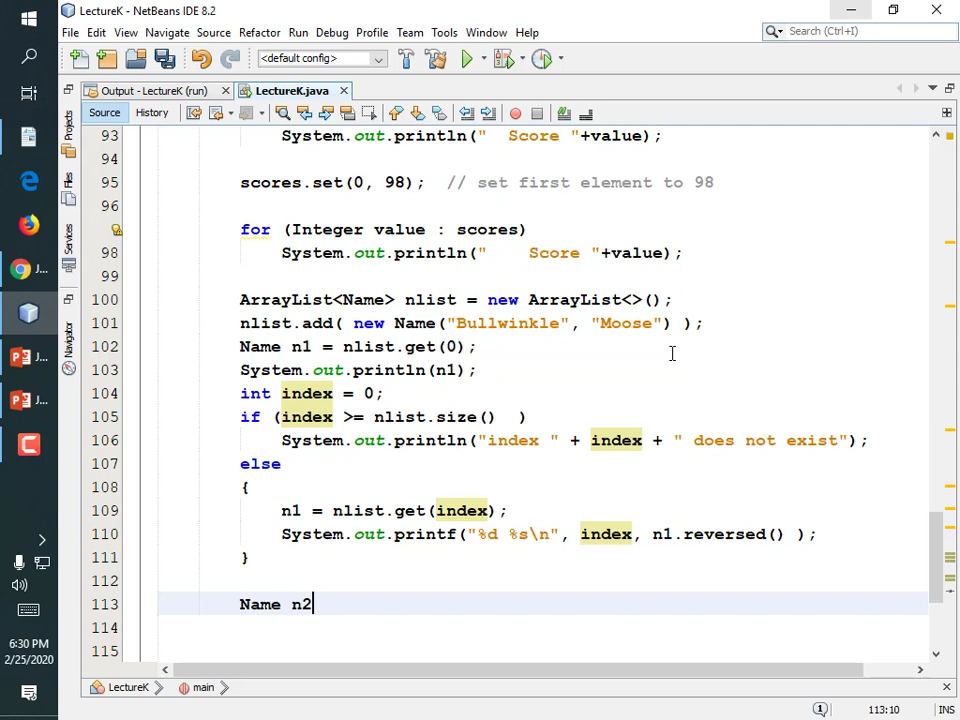 LectureK - NetBeans IDE 8.2
File Edit View Navigate Source Refactor Run Debug Profile Team Tools Window Help
Search (Ctrl+I)
<default config>
Output - LectureK (run) LectureK.java
Source History
Projects
Files
Services
Navigator
93 System.out.println("  Score "+value);
94
95 scores.set(0, 98);  // set first element to 98
96
for (Integer value : scores)
98 System.out.println("    Score "+value);
99
100 ArrayList<Name> nlist = new ArrayList<>();
101 nlist.add( new Name("Bullwinkle", "Moose") );
102 Name n1 = nlist.get(0);
103 System.out.println(n1);
104 int index = 0;
105 if (index >= nlist.size()  )
106 System.out.println("index " + index + " does not exist");
107 else
108 {
109 n1 = nlist.get(index);
110 System.out.printf("%d %s\n", index, n1.reversed() );
111 }
112
113 Name n2
114
115
J...
J...
J...
6:30 PM
2/25/2020
LectureK main
1
113:10
INS